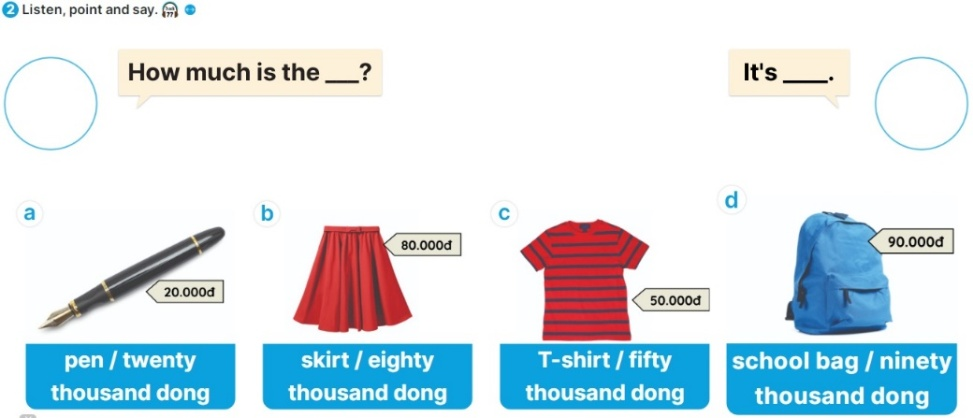 2 Listen, point and say.
How much is the ___?
It's ____.
a
b
c
d
20.000đ
80.000đ
50.000đ
90.000đ
pen / twenty
thousand dong
skirt / eighty
thousand dong
T-shirt / fifty
thousand dong
school bag / ninety
thousand dong